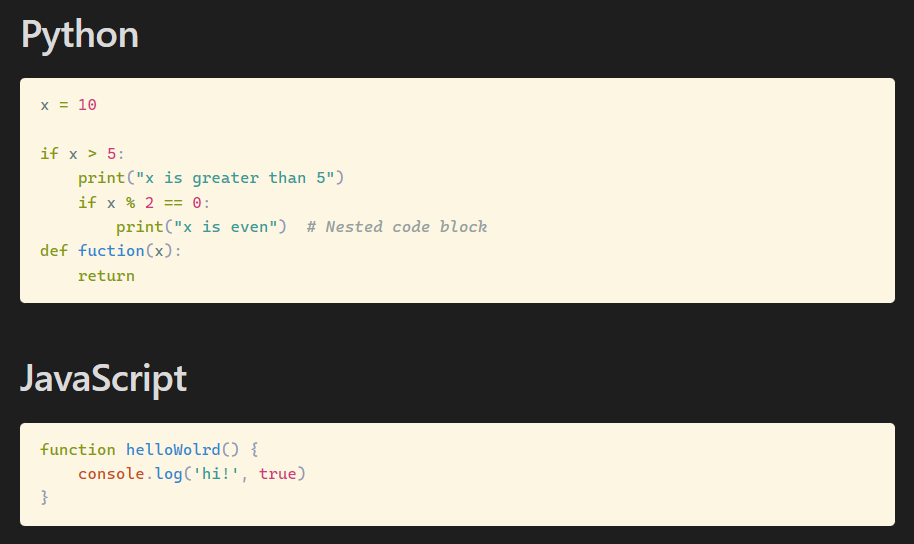 Python
x = 10
if x > 5:
    print("x is greater than 5")
    if x % 2 == 0:
        print("x is even")  # Nested code block
def fuction(x):
    return
JavaScript
function helloWolrd() {
    console.log('hi!', true)
}